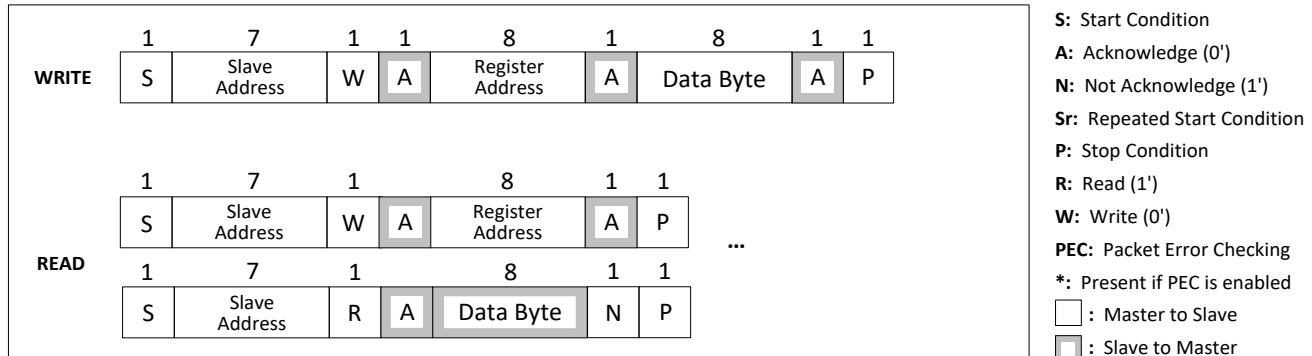 1 7 1 1 8 1 8 1 1
WRITE S Slave Address W A Register Address A Data Byte A P
1 7 1 8 1 1
S Slave Address W A Register Address A P ...
READ
1 7 1 8 1 1
S Slave Address R A Data Byte N P
S: Start Condition
A: Acknowledge (0')
N: Not Acknowledge (1')
Sr: Repeated Start Condition
P: Stop Condition
R: Read (1')
W: Write (0')
PEC: Packet Error Checking
*: Present if PEC is enabled
: Master to Slave
: Slave to Master